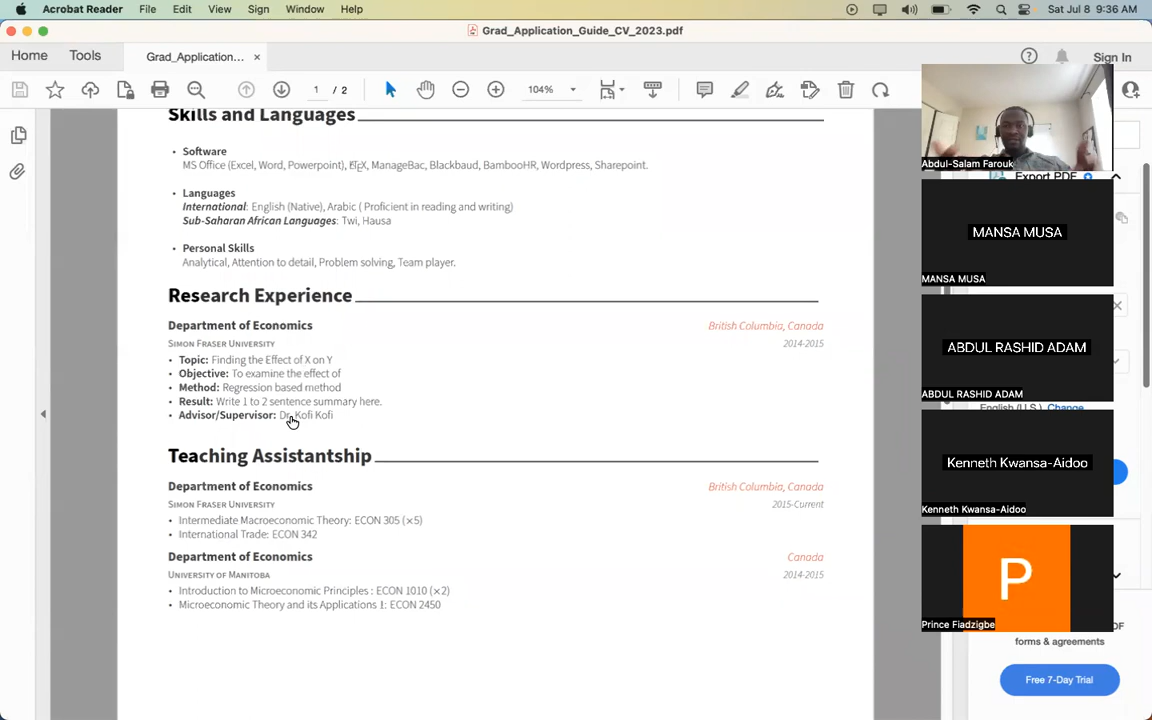 Acrobat Reader File Edit View Sign Window Help
Sat Jul 8 9:36 AM
Grad_Application_Guide_CV_2023.pdf
Home Tools Grad_Application... ×
Sign In
1 / 2
104%
Skills and Languages
• Software
MS Office (Excel, Word, Powerpoint), LaTeX, ManageBac, Blackbaud, BambooHR, Wordpress, Sharepoint.
• Languages
International: English (Native), Arabic ( Proficient in reading and writing)
Sub-Saharan African Languages: Twi, Hausa
• Personal Skills
Analytical, Attention to detail, Problem solving, Team player.
Research Experience
Department of Economics British Columbia, Canada
Simon Fraser University 2014-2015
• Topic: Finding the Effect of X on Y
• Objective: To examine the effect of
• Method: Regression based method
• Result: Write 1 to 2 sentence summary here.
• Advisor/Supervisor: Dr. Kofi Kofi
Teaching Assistantship
Department of Economics British Columbia, Canada
Simon Fraser University 2015-Current
• Intermediate Macroeconomic Theory: ECON 305 (×5)
• International Trade: ECON 342
Department of Economics Canada
University of Manitoba 2014-2015
• Introduction to Microeconomic Principles : ECON 1010 (×2)
• Microeconomic Theory and its Applications 1: ECON 2450
Abdul-Salam Farouk
Export PDF
MANSA MUSA
MANSA MUSA
ABDUL RASHID ADAM
ABDUL RASHID ADAM
English (U.S.) Change
Kenneth Kwansa-Aidoo
Kenneth Kwansa-Aidoo
P
Prince Fiadzigbe
forms & agreements
Free 7-Day Trial